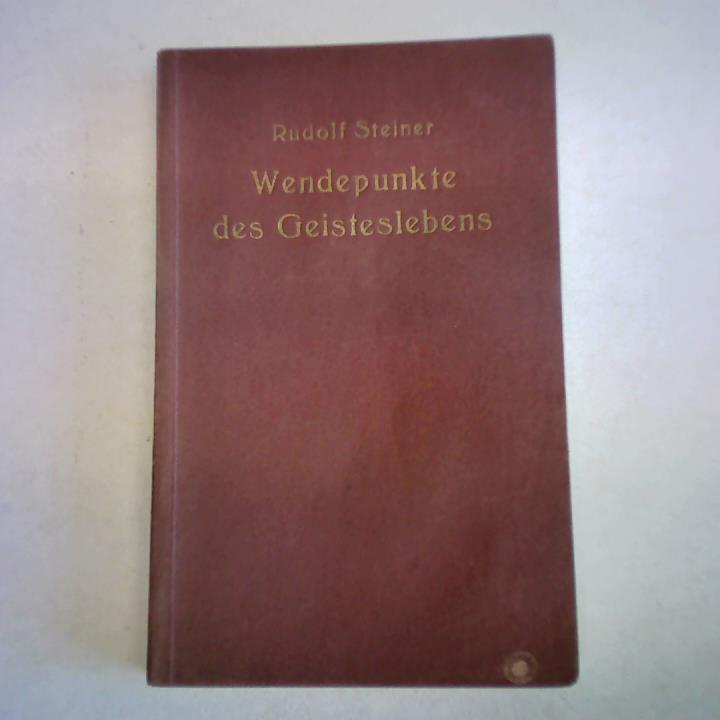 Rudolf Steiner
Wendepunkte
des Geisteslebens